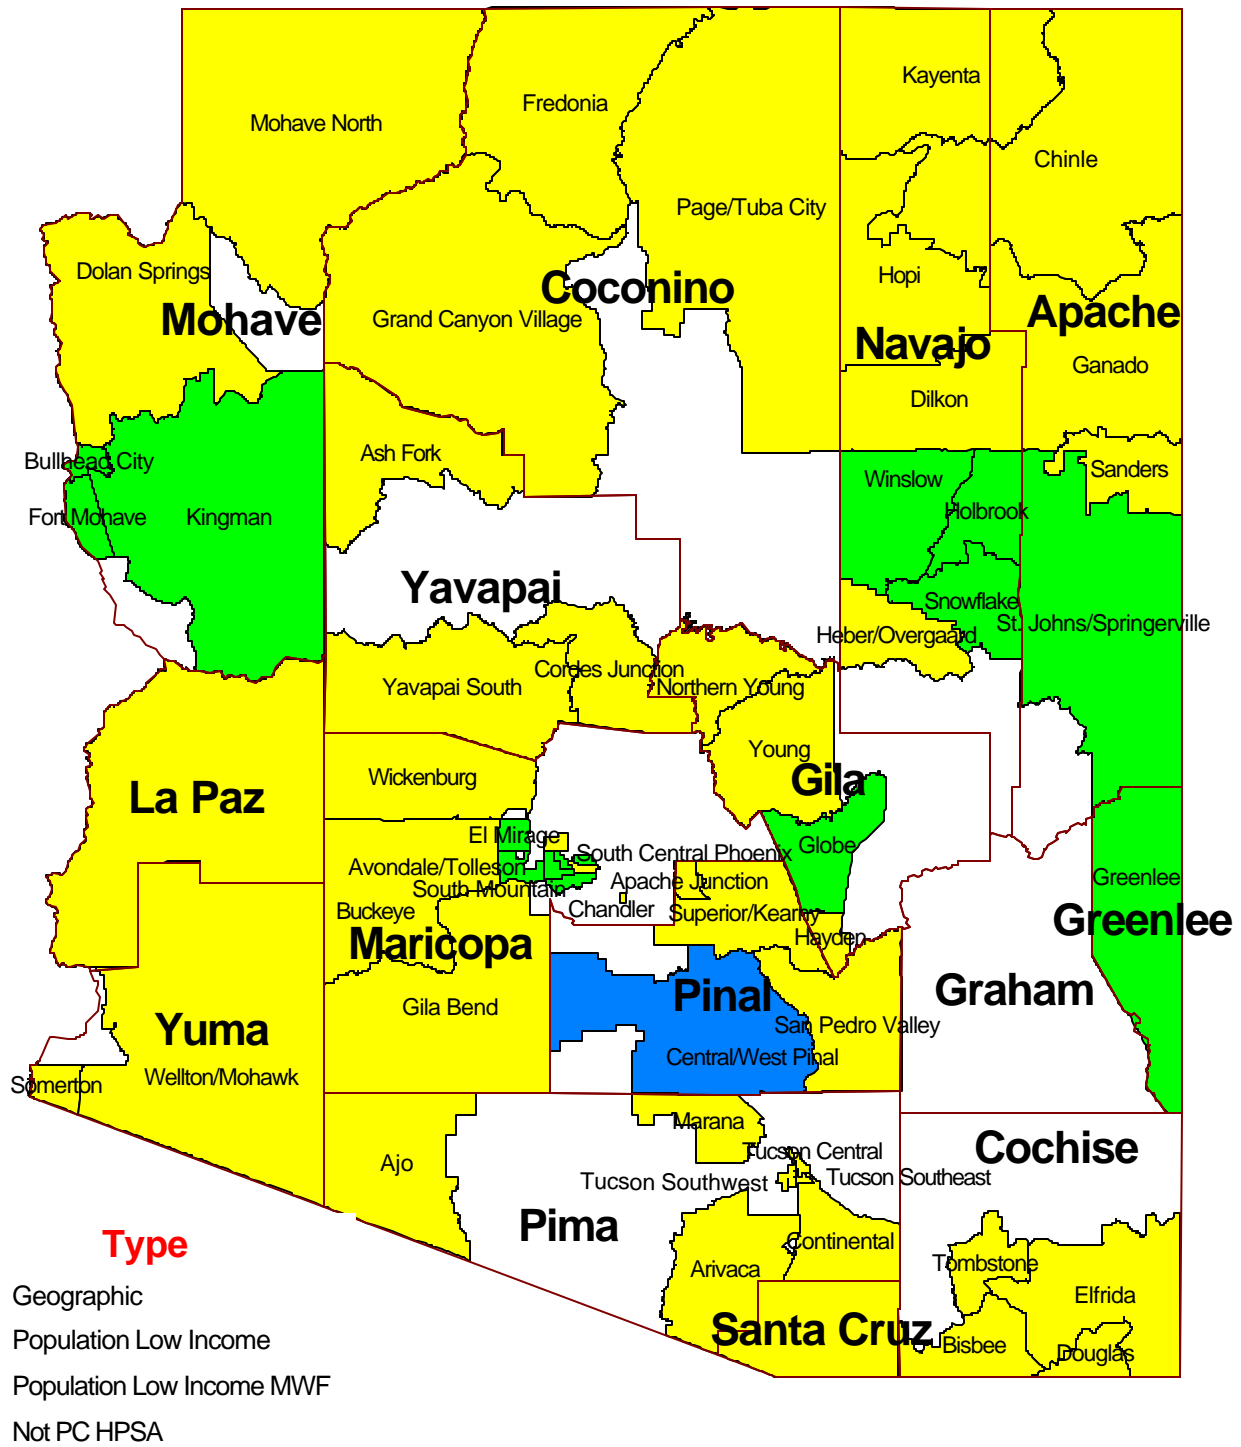 Kayenta
Fredonia
Mohave North
Chinle
Page/Tuba City
Dolan Springs
Hopi
Coconino
Mohave
Grand Canyon Village
Apache
Navajo
Ganado
Dilkon
Ash Fork
Bullhead City
Sanders
Winslow
Fort Mohave
Kingman
Holbrook
Yavapai
Snowflake
St. Johns/Springerville
Heber/Overgaard
Cordes Junction
Yavapai South
Northern Young
Young
Wickenburg
Gila
La Paz
El Mirage
Globe
South Central Phoenix
Avondale/Tolleson
Apache Junction
South Mountain
Greenlee
Buckeye
Chandler
Superior/Kearny
Greenlee
Maricopa
Hayden
Pinal
Graham
Gila Bend
Yuma
San Pedro Valley
Central/West Pinal
Somerton
Wellton/Mohawk
Marana
Cochise
Tucson Central
Ajo
Tucson Southwest
Tucson Southeast
Pima
Continental
Type
Arivaca
Tombstone
Geographic
Elfrida
Santa Cruz
Population Low Income
Bisbee
Douglas
Population Low Income MWF
Not PC HPSA